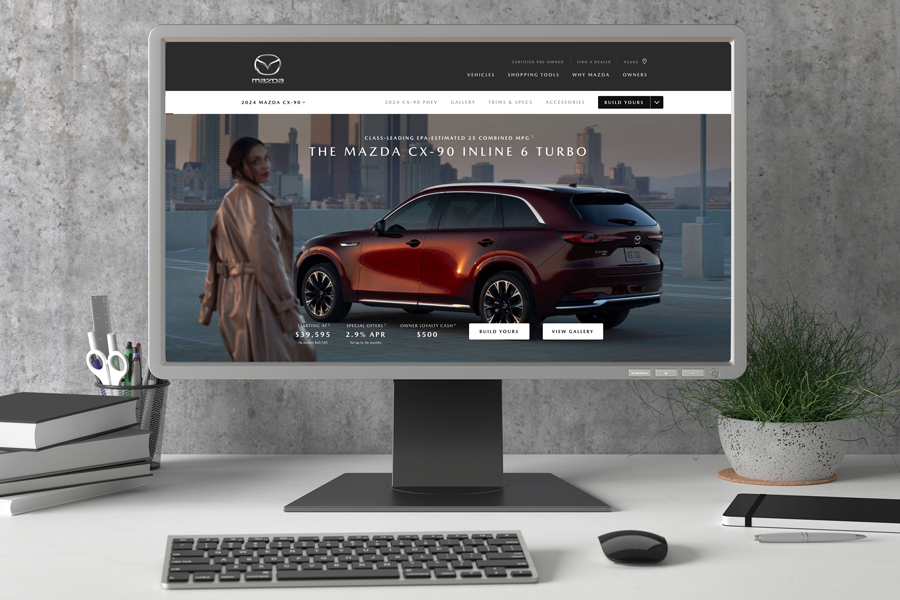 mazda
CERTIFIED PRE-OWNED FIND A DEALER 92602
VEHICLES SHOPPING TOOLS WHY MAZDA OWNERS
2024 MAZDA CX-90 2024 CX-90 PHEV GALLERY TRIMS & SPECS ACCESSORIES BUILD YOURS
CLASS-LEADING EPA-ESTIMATED 25 COMBINED MPG
THE MAZDA CX-90 INLINE 6 TURBO
STARTING AT SPECIAL OFFERS OWNER LOYALTY CASH
$39,595 2.9% APR $500
BUILD YOURS VIEW GALLERY